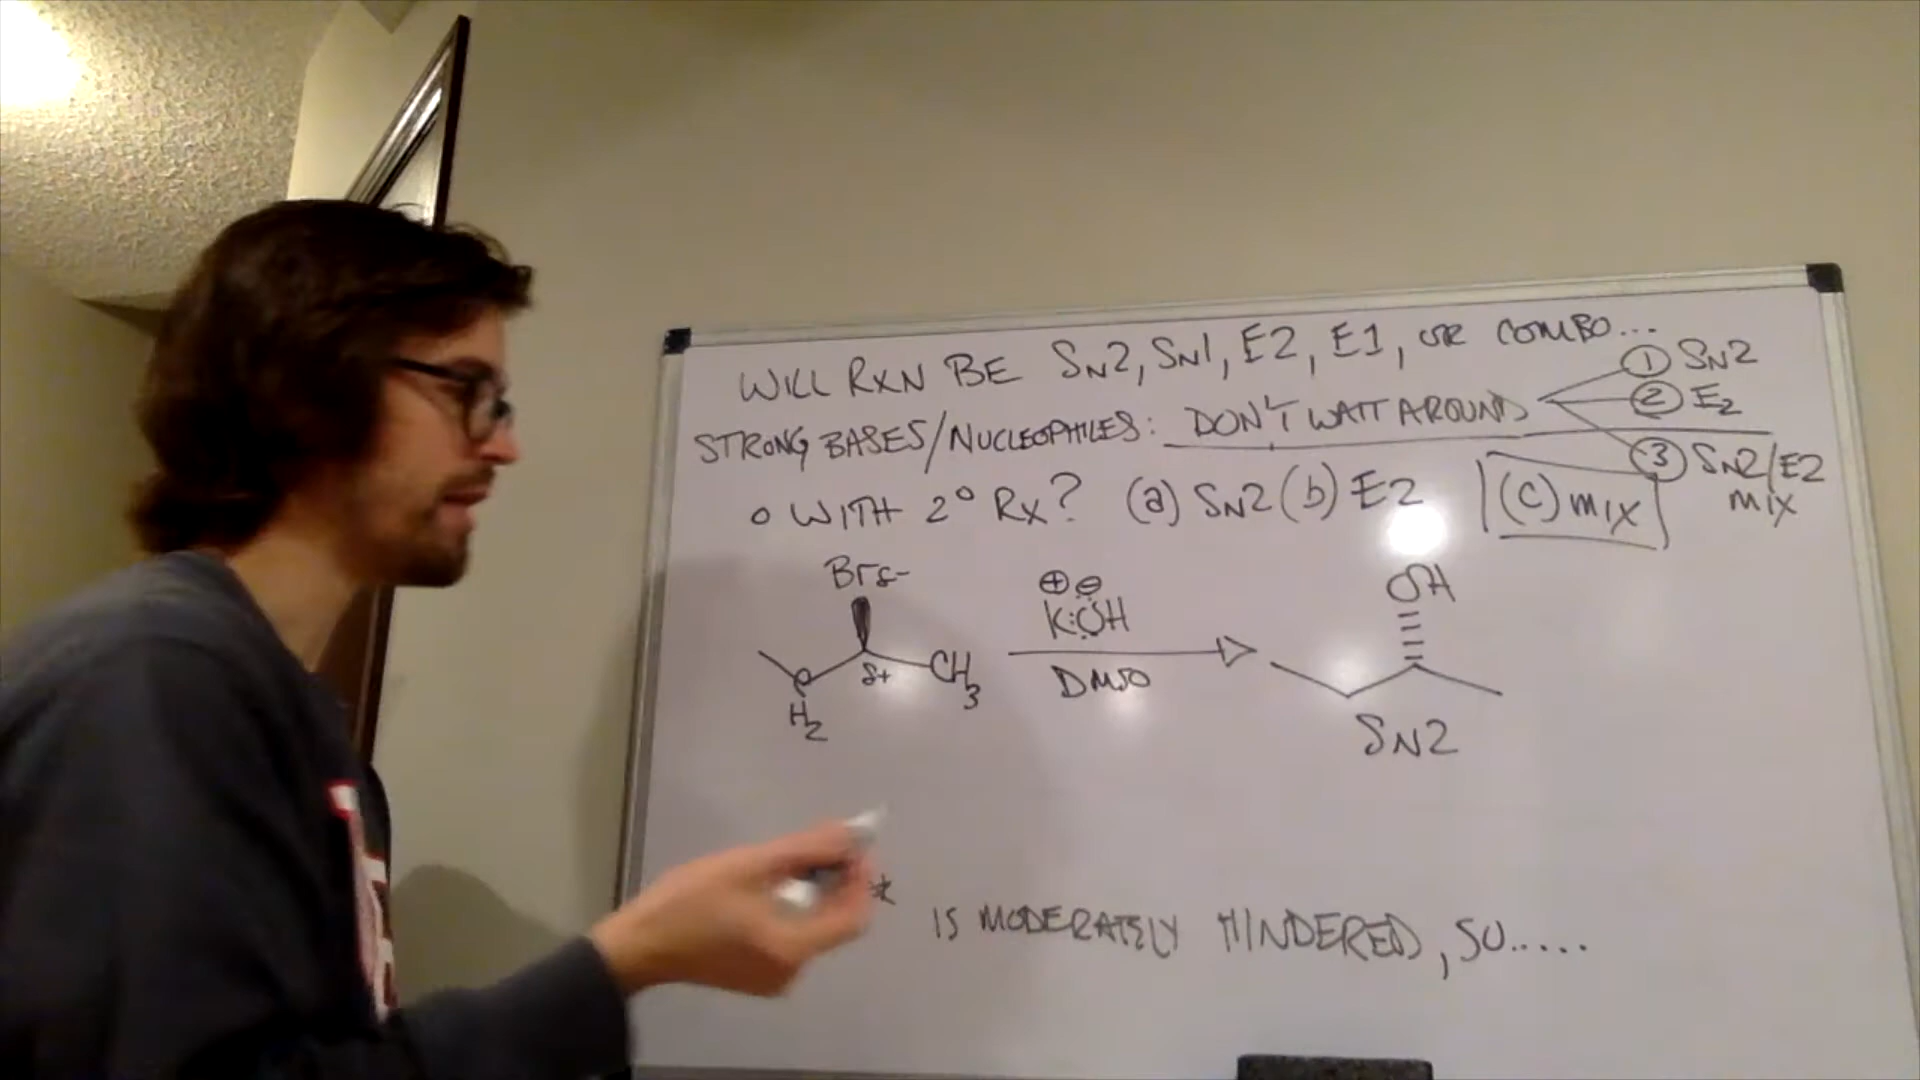 WILL RXN BE SN2, SN1, E2, E1, OR COMBO...
STRONG BASES/NUCLEOPHILES: DON'T WAIT AROUND
① SN2
② E2
③ SN2/E2
MIX
○ WITH 2° RX? (a) SN2 (b) E2 (C) MIX
Br δ-
δ+
CH3
H2
⊕ ⊖
K:ÖH
DMSO
OH
SN2
* IS MODERATELY HINDERED, SO.....